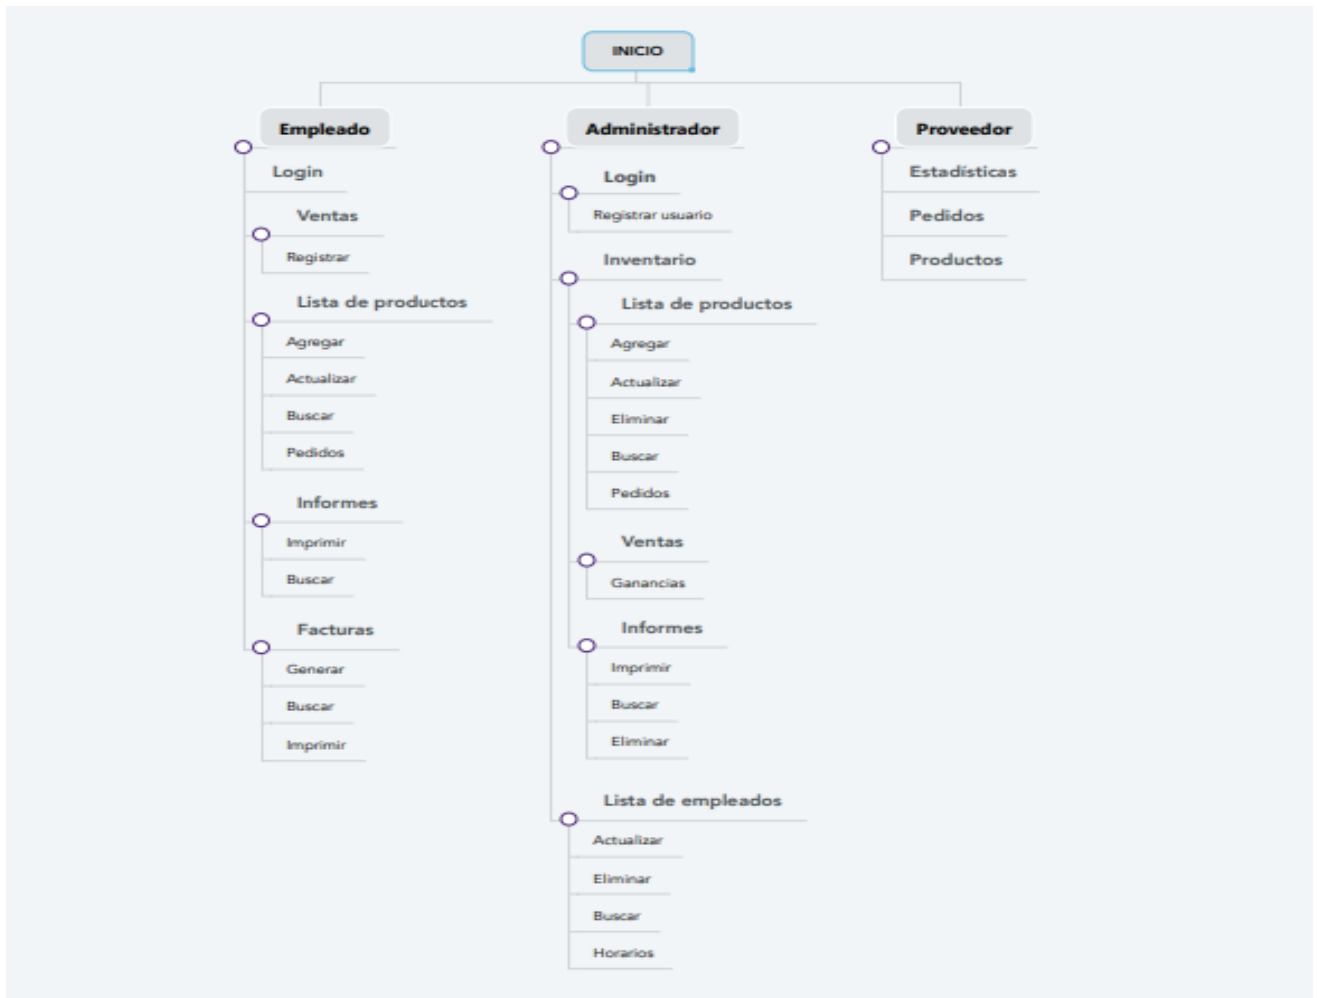 INICIO
Empleado
Login
Ventas
Registrar
Lista de productos
Agregar
Actualizar
Buscar
Pedidos
Informes
Imprimir
Buscar
Facturas
Generar
Buscar
Imprimir
Administrador
Login
Registrar usuario
Inventario
Lista de productos
Agregar
Actualizar
Eliminar
Buscar
Pedidos
Ventas
Ganancias
Informes
Imprimir
Buscar
Eliminar
Lista de empleados
Actualizar
Eliminar
Buscar
Horarios
Proveedor
Estadísticas
Pedidos
Productos